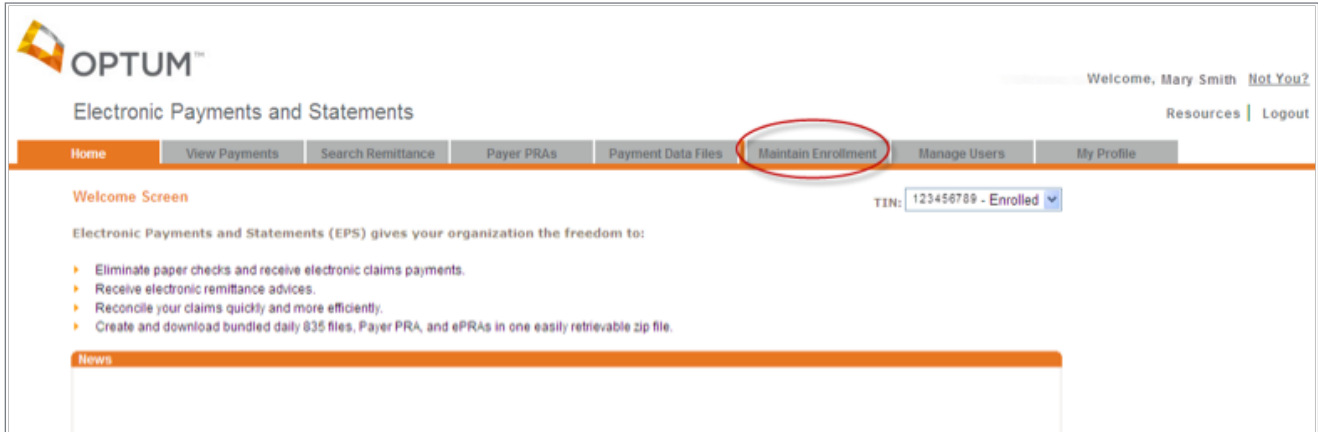 OPTUM™
Welcome, Mary Smith Not You?
Electronic Payments and Statements
Resources | Logout
Home View Payments Search Remittance Payer PRAs Payment Data Files Maintain Enrollment Manage Users My Profile
Welcome Screen
TIN: 123456789 - Enrolled
Electronic Payments and Statements (EPS) gives your organization the freedom to:
Eliminate paper checks and receive electronic claims payments.
Receive electronic remittance advices.
Reconcile your claims quickly and more efficiently.
Create and download bundled daily 835 files, Payer PRA, and ePRAs in one easily retrievable zip file.
News